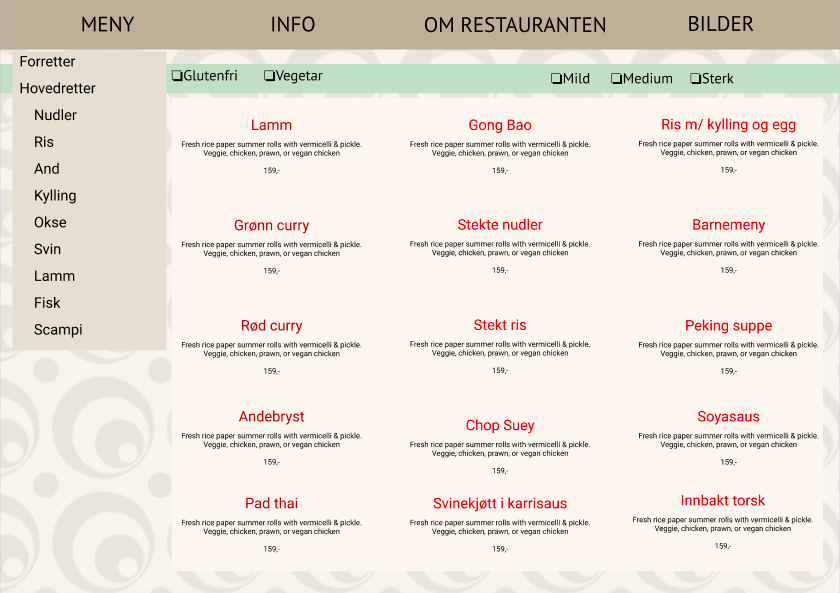 MENY INFO OM RESTAURANTEN BILDER
Forretter
Hovedretter
Nudler
Ris
And
Kylling
Okse
Svin
Lamm
Fisk
Scampi
❏Glutenfri ❏Vegetar ❏Mild ❏Medium ❏Sterk
Lamm
Fresh rice paper summer rolls with vermicelli & pickle.
Veggie, chicken, prawn, or vegan chicken
159,-
Gong Bao
Fresh rice paper summer rolls with vermicelli & pickle.
Veggie, chicken, prawn, or vegan chicken
159,-
Ris m/ kylling og egg
Fresh rice paper summer rolls with vermicelli & pickle.
Veggie, chicken, prawn, or vegan chicken
159,-
Grønn curry
Fresh rice paper summer rolls with vermicelli & pickle.
Veggie, chicken, prawn, or vegan chicken
159,-
Stekte nudler
Fresh rice paper summer rolls with vermicelli & pickle.
Veggie, chicken, prawn, or vegan chicken
159,-
Barnemeny
Fresh rice paper summer rolls with vermicelli & pickle.
Veggie, chicken, prawn, or vegan chicken
159,-
Rød curry
Fresh rice paper summer rolls with vermicelli & pickle.
Veggie, chicken, prawn, or vegan chicken
159,-
Stekt ris
Fresh rice paper summer rolls with vermicelli & pickle.
Veggie, chicken, prawn, or vegan chicken
159,-
Peking suppe
Fresh rice paper summer rolls with vermicelli & pickle.
Veggie, chicken, prawn, or vegan chicken
159,-
Andebryst
Fresh rice paper summer rolls with vermicelli & pickle.
Veggie, chicken, prawn, or vegan chicken
159,-
Chop Suey
Fresh rice paper summer rolls with vermicelli & pickle.
Veggie, chicken, prawn, or vegan chicken
159,-
Soyasaus
Fresh rice paper summer rolls with vermicelli & pickle.
Veggie, chicken, prawn, or vegan chicken
159,-
Pad thai
Fresh rice paper summer rolls with vermicelli & pickle.
Veggie, chicken, prawn, or vegan chicken
159,-
Svinekjøtt i karrisaus
Fresh rice paper summer rolls with vermicelli & pickle.
Veggie, chicken, prawn, or vegan chicken
159,-
Innbakt torsk
Fresh rice paper summer rolls with vermicelli & pickle.
Veggie, chicken, prawn, or vegan chicken
159,-